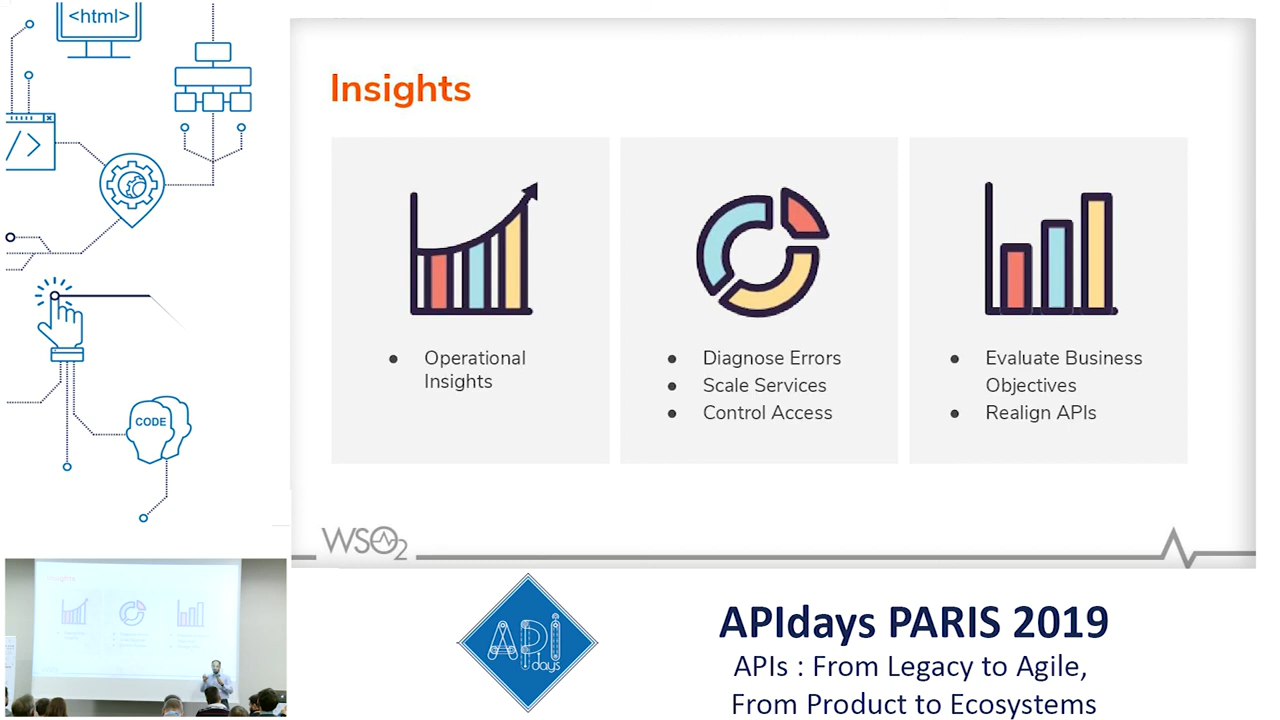 <html>
</>
CODE
Insights
● Operational
Insights
● Diagnose Errors
● Scale Services
● Control Access
● Evaluate Business
Objectives
● Realign APIs
WSO2
Insights
API
days
APIdays PARIS 2019
APIs : From Legacy to Agile,
From Product to Ecosystems